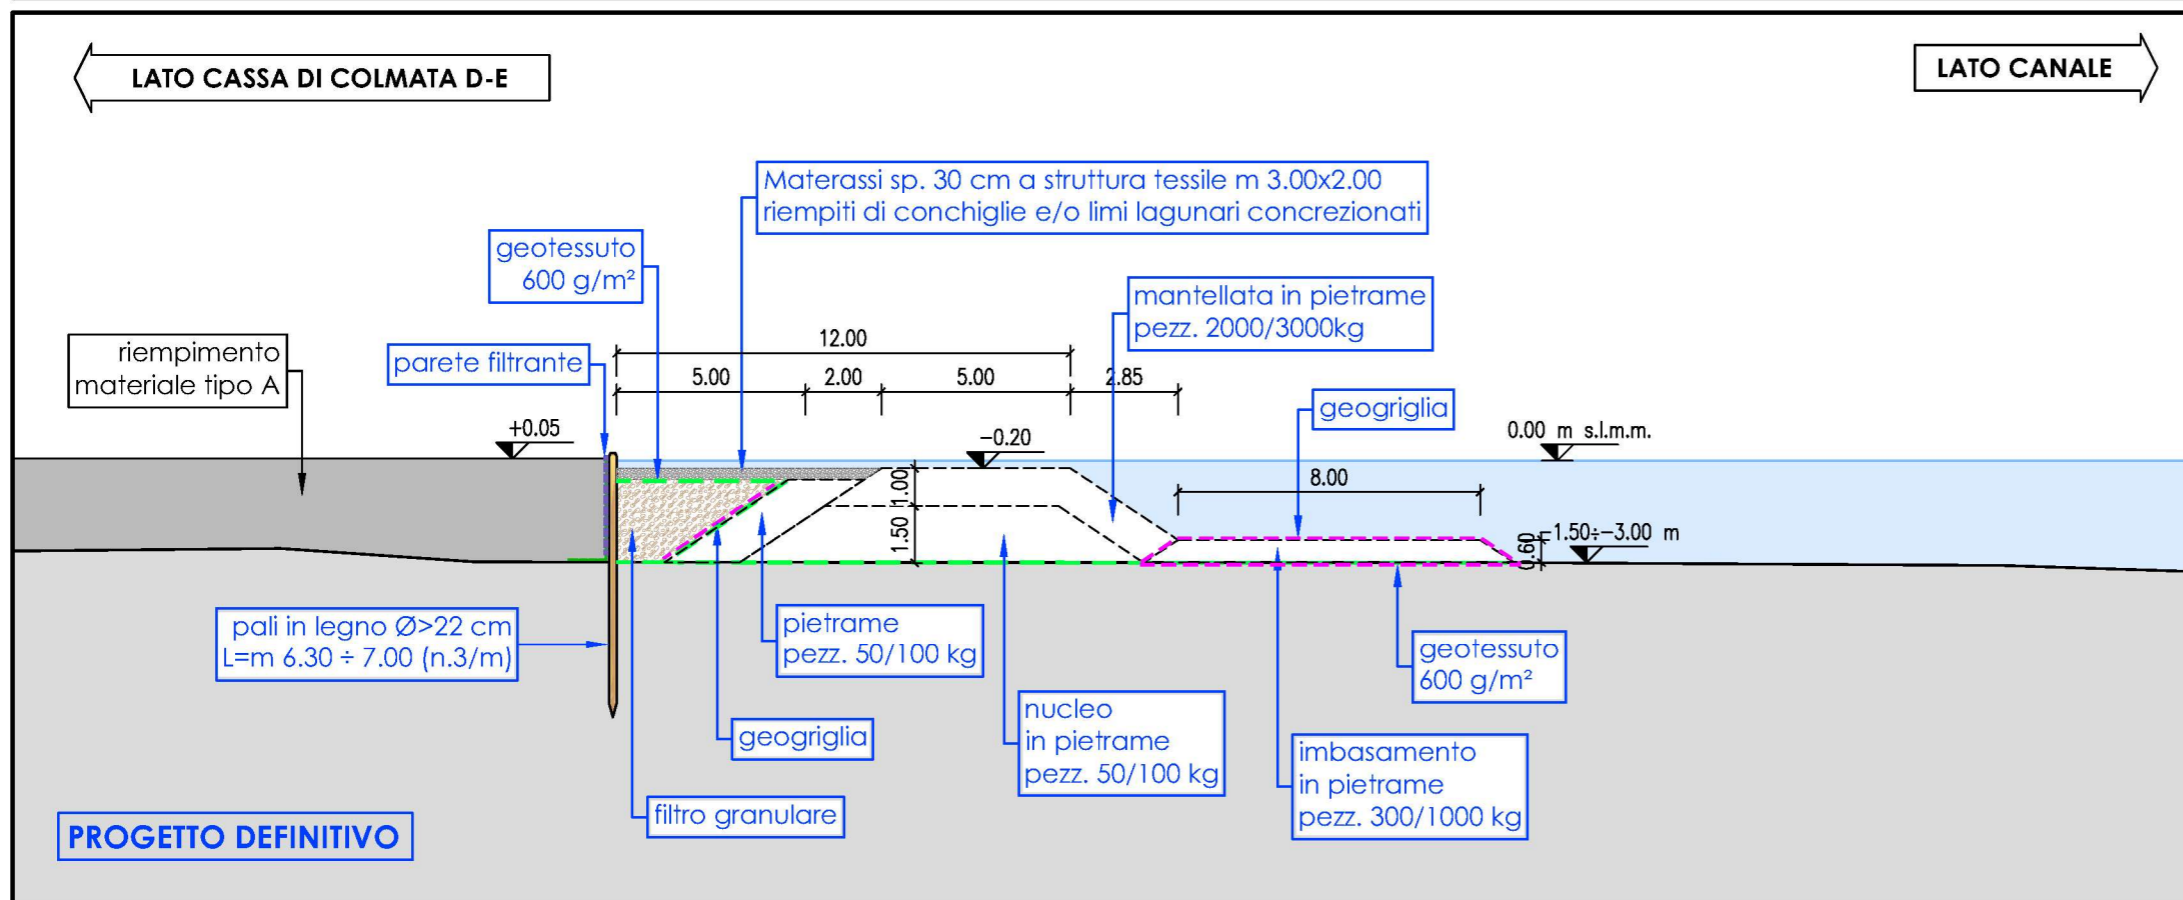 LATO CASSA DI COLMATA D-E
LATO CANALE
Materassi sp. 30 cm a struttura tessile m 3.00x2.00
riempiti di conchiglie e/o limi lagunari concrezionati
geotessuto
600 g/m²
mantellata in pietrame
pezz. 2000/3000kg
riempimento
materiale tipo A
parete filtrante
12.00
5.00
2.00
5.00
2.85
geogriglia
+0.05
-0.20
0.00 m s.l.m.m.
8.00
1.00
1.50
0.60
-1.50÷-3.00 m
pali in legno Ø>22 cm
L=m 6.30 ÷ 7.00 (n.3/m)
pietrame
pezz. 50/100 kg
geotessuto
600 g/m²
nucleo
in pietrame
pezz. 50/100 kg
geogriglia
imbasamento
in pietrame
pezz. 300/1000 kg
filtro granulare
PROGETTO DEFINITIVO